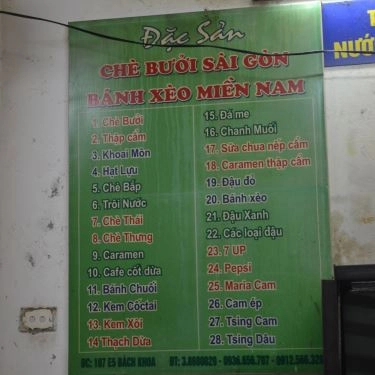 Đặc Sản
CHÈ BƯỞI SÀI GÒN
BÁNH XÈO MIỀN NAM
1. Chè Bưởi
2. Thập cẩm
3. Khoai Môn
4. Hạt Lựu
5. Chè Bắp
6. Trôi Nước
7. Chè Thái
8. Chè Thưng
9. Caramen
10. Cafe cốt dừa
11. Bánh Chuối
12. Kem Cốctai
13. Kem Xôi
14 Thạch Dừa
15. Đá me
16. Chanh Muối
17. Sữa chua nếp cẩm
18. Caramen thập cẩm
19. Đậu đỏ
20. Bánh xèo
21. Đậu Xanh
22. Các loại đậu
23. 7 UP
24. Pepsi
25. Maria Cam
26. Cam ép
27. Tsing Cam
28. Tsing Dâu
ĐC: 107 E5 BÁCH KHOA ĐT:
NƯỚ